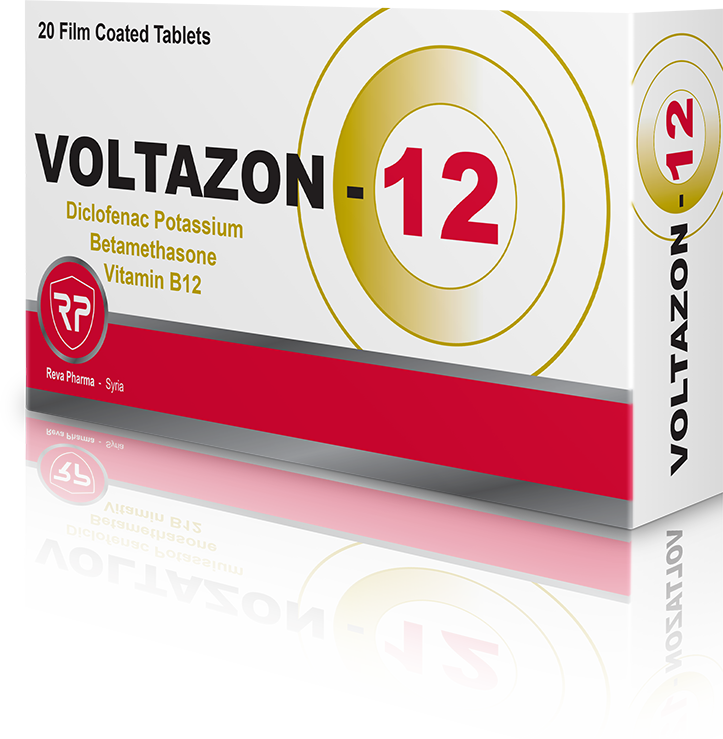 20 Film Coated Tablets
VOLTAZON - 12
Diclofenac Potassium
Betamethasone
Vitamin B12
RP
Reva Pharma - Syria
VOLTAZON - 12